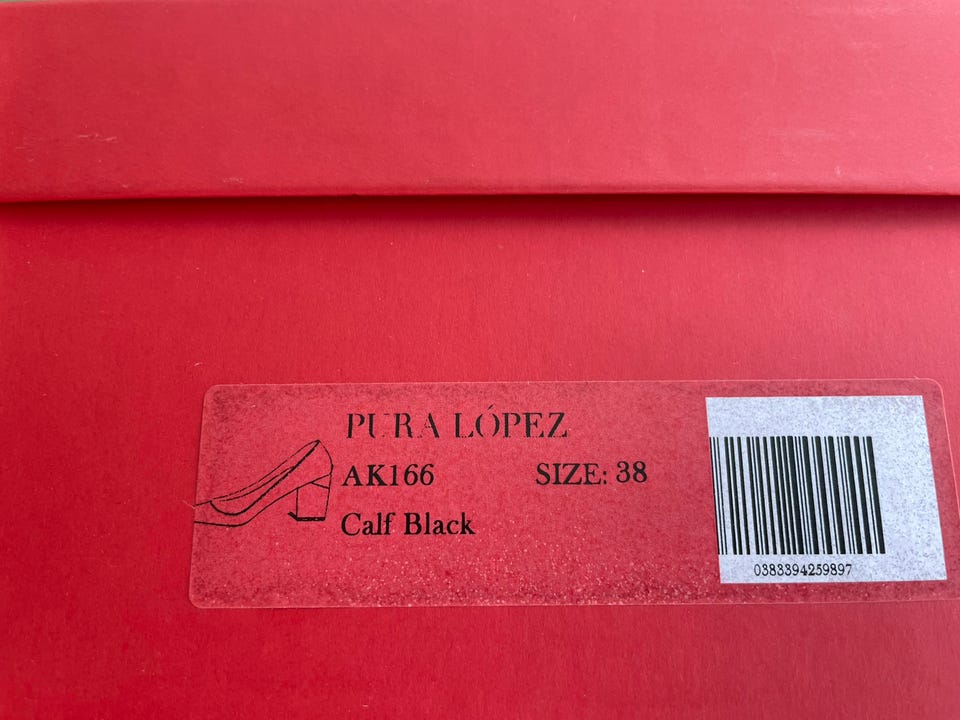 PURA LÓPEZ
AK166 SIZE: 38
Calf Black
0383394259897